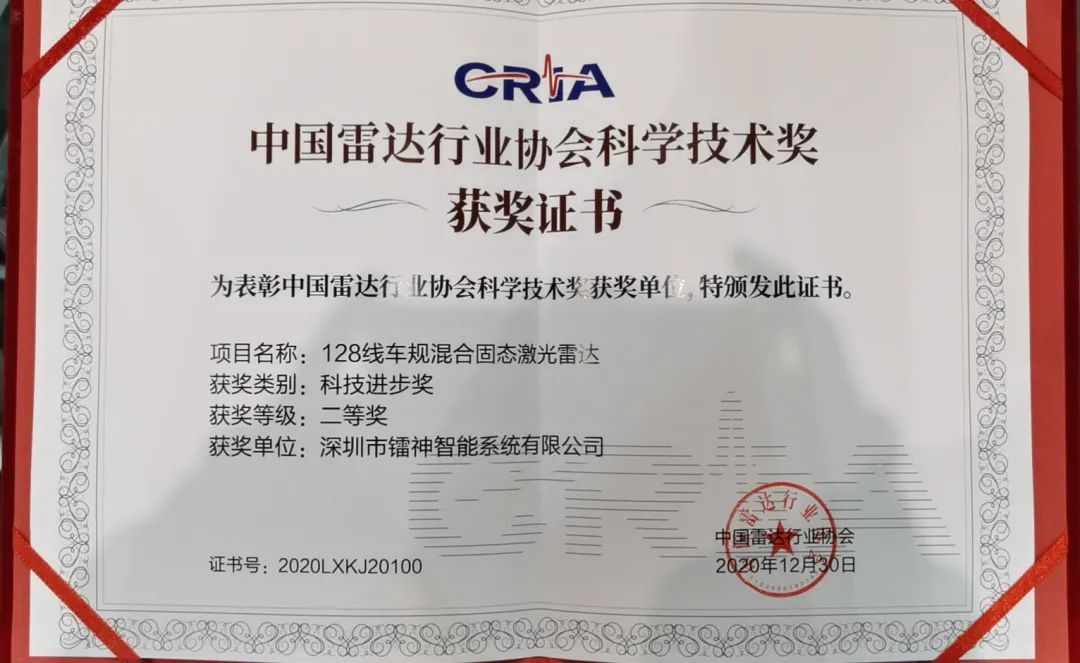 CRIA
中国雷达行业协会科学技术奖
获奖证书
为表彰中国雷达行业协会科学技术奖获奖单位,特颁发此证书。
项目名称：128线车规混合固态激光雷达
获奖类别：科技进步奖
获奖等级：二等奖
获奖单位：深圳市镭神智能系统有限公司
CRIA
中国雷达行业协会
证书号：2020LXKJ20100
2020年12月30日